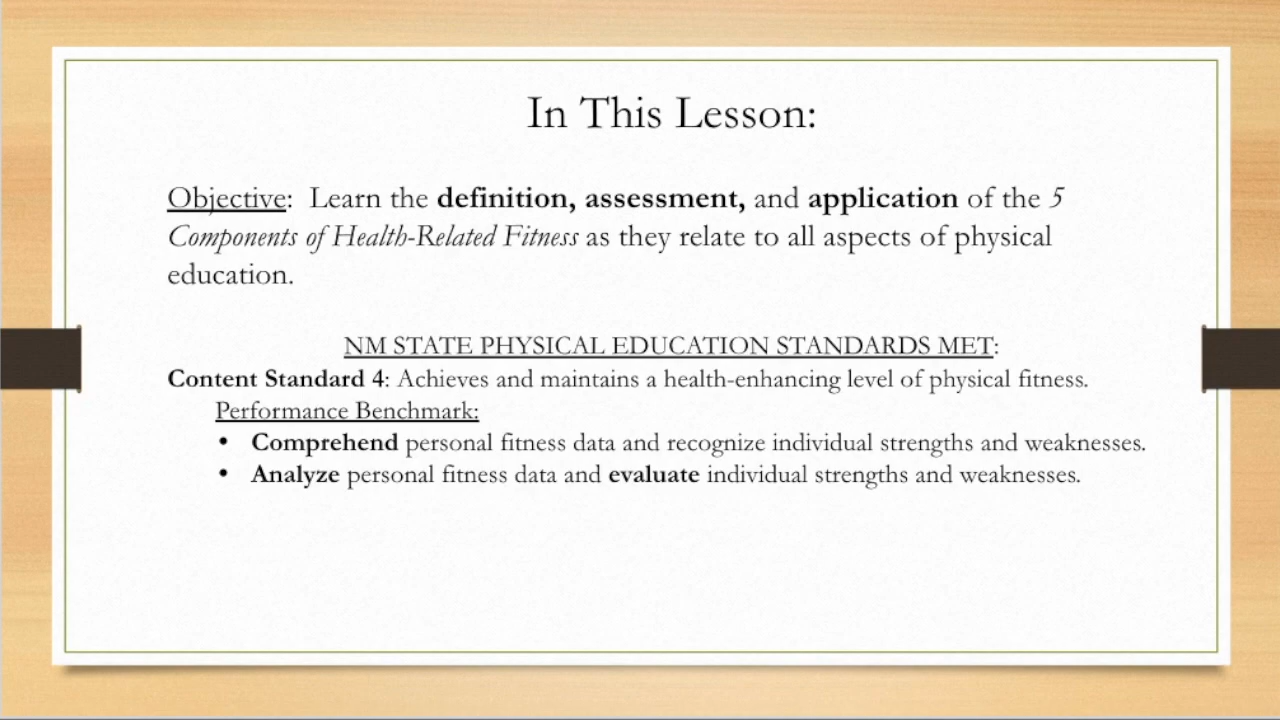 In This Lesson:
Objective:  Learn the definition, assessment, and application of the 5
Components of Health-Related Fitness as they relate to all aspects of physical
education.
NM STATE PHYSICAL EDUCATION STANDARDS MET:
Content Standard 4: Achieves and maintains a health-enhancing level of physical fitness.
Performance Benchmark:
• Comprehend personal fitness data and recognize individual strengths and weaknesses.
• Analyze personal fitness data and evaluate individual strengths and weaknesses.